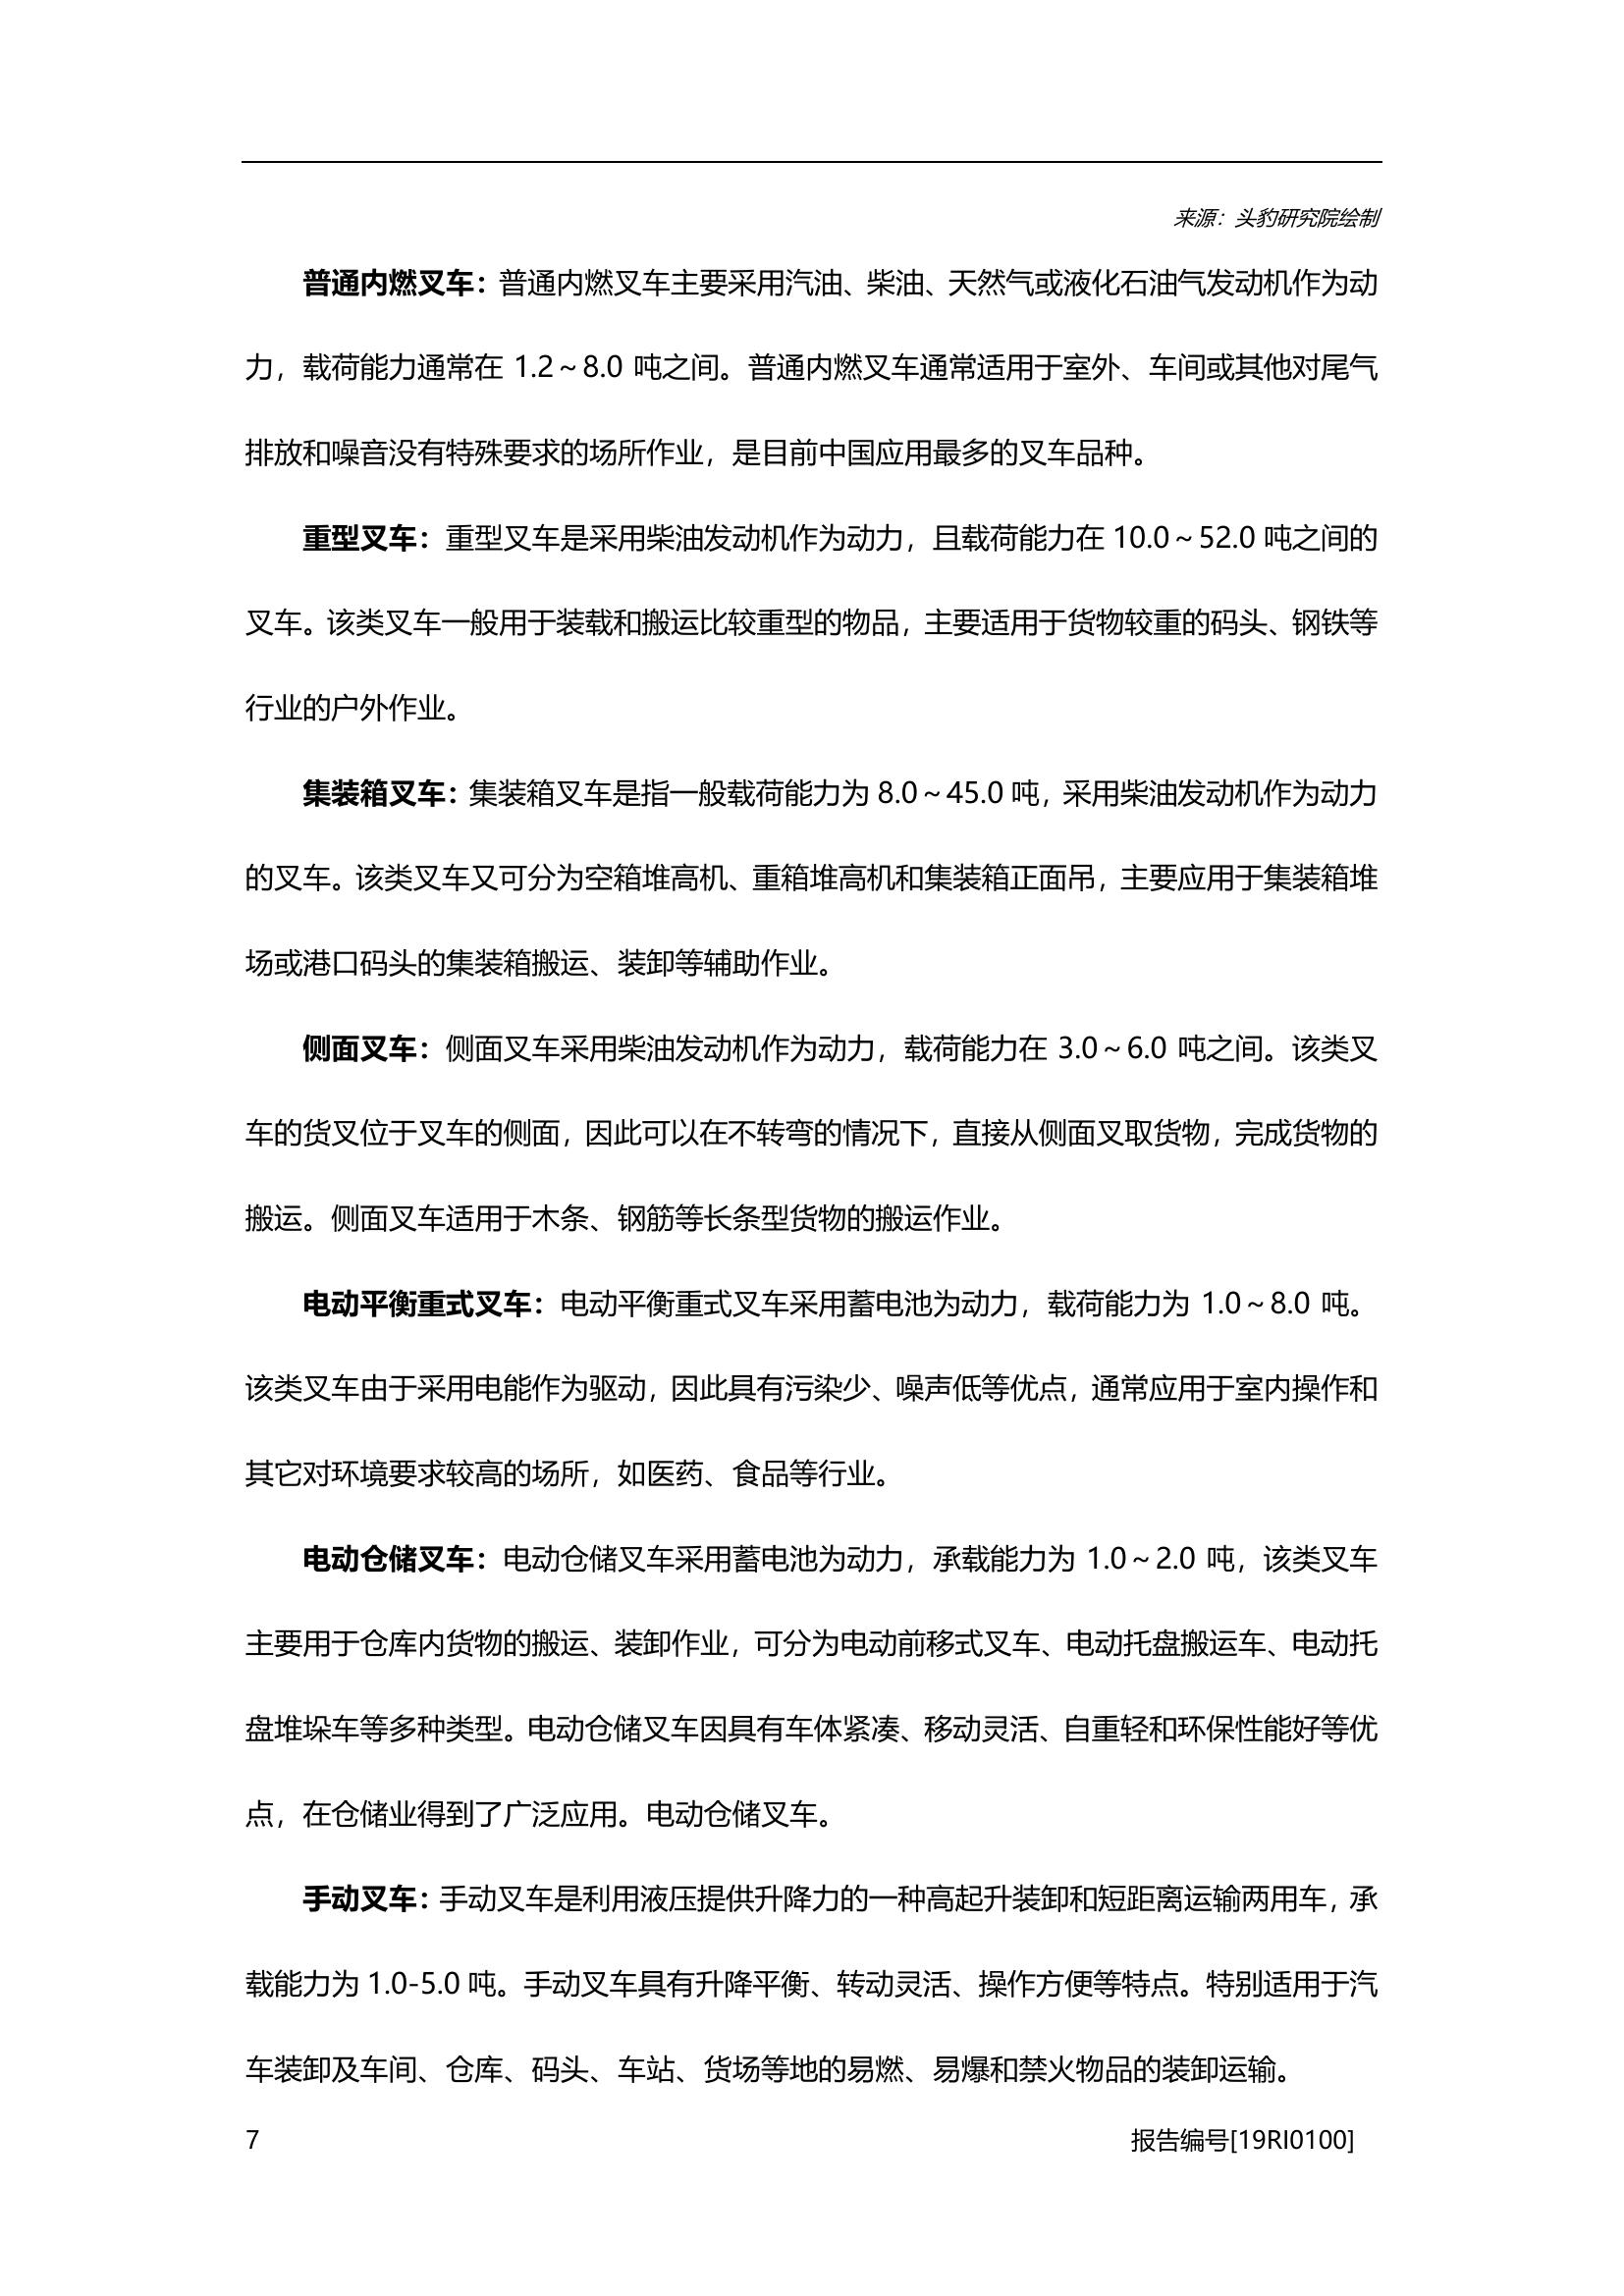 来源：头豹研究院绘制
普通内燃叉车：普通内燃叉车主要采用汽油、柴油、天然气或液化石油气发动机作为动
力，载荷能力通常在 1.2～8.0 吨之间。普通内燃叉车通常适用于室外、车间或其他对尾气
排放和噪音没有特殊要求的场所作业，是目前中国应用最多的叉车品种。
重型叉车：重型叉车是采用柴油发动机作为动力，且载荷能力在 10.0～52.0 吨之间的
叉车。该类叉车一般用于装载和搬运比较重型的物品，主要适用于货物较重的码头、钢铁等
行业的户外作业。
集装箱叉车：集装箱叉车是指一般载荷能力为 8.0～45.0 吨，采用柴油发动机作为动力
的叉车。该类叉车又可分为空箱堆高机、重箱堆高机和集装箱正面吊，主要应用于集装箱堆
场或港口码头的集装箱搬运、装卸等辅助作业。
侧面叉车：侧面叉车采用柴油发动机作为动力，载荷能力在 3.0～6.0 吨之间。该类叉
车的货叉位于叉车的侧面，因此可以在不转弯的情况下，直接从侧面叉取货物，完成货物的
搬运。侧面叉车适用于木条、钢筋等长条型货物的搬运作业。
电动平衡重式叉车：电动平衡重式叉车采用蓄电池为动力，载荷能力为 1.0～8.0 吨。
该类叉车由于采用电能作为驱动，因此具有污染少、噪声低等优点，通常应用于室内操作和
其它对环境要求较高的场所，如医药、食品等行业。
电动仓储叉车：电动仓储叉车采用蓄电池为动力，承载能力为 1.0～2.0 吨，该类叉车
主要用于仓库内货物的搬运、装卸作业，可分为电动前移式叉车、电动托盘搬运车、电动托
盘堆垛车等多种类型。电动仓储叉车因具有车体紧凑、移动灵活、自重轻和环保性能好等优
点，在仓储业得到了广泛应用。电动仓储叉车。
手动叉车：手动叉车是利用液压提供升降力的一种高起升装卸和短距离运输两用车，承
载能力为 1.0-5.0 吨。手动叉车具有升降平衡、转动灵活、操作方便等特点。特别适用于汽
车装卸及车间、仓库、码头、车站、货场等地的易燃、易爆和禁火物品的装卸运输。
7 报告编号[19RI0100]